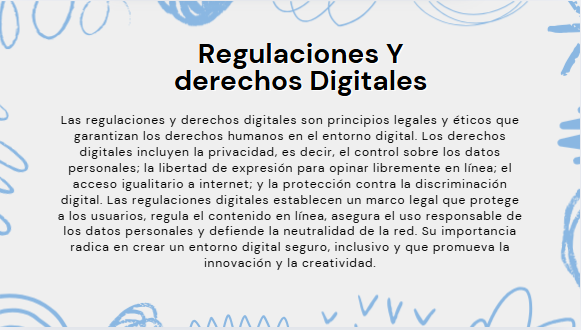 Regulaciones Y
derechos Digitales
Las regulaciones y derechos digitales son principios legales y éticos que
garantizan los derechos humanos en el entorno digital. Los derechos
digitales incluyen la privacidad, es decir, el control sobre los datos
personales; la libertad de expresión para opinar libremente en línea; el
acceso igualitario a internet; y la protección contra la discriminación
digital. Las regulaciones digitales establecen un marco legal que protege
a los usuarios, regula el contenido en línea, asegura el uso responsable de
los datos personales y defiende la neutralidad de la red. Su importancia
radica en crear un entorno digital seguro, inclusivo y que promueva la
innovación y la creatividad.